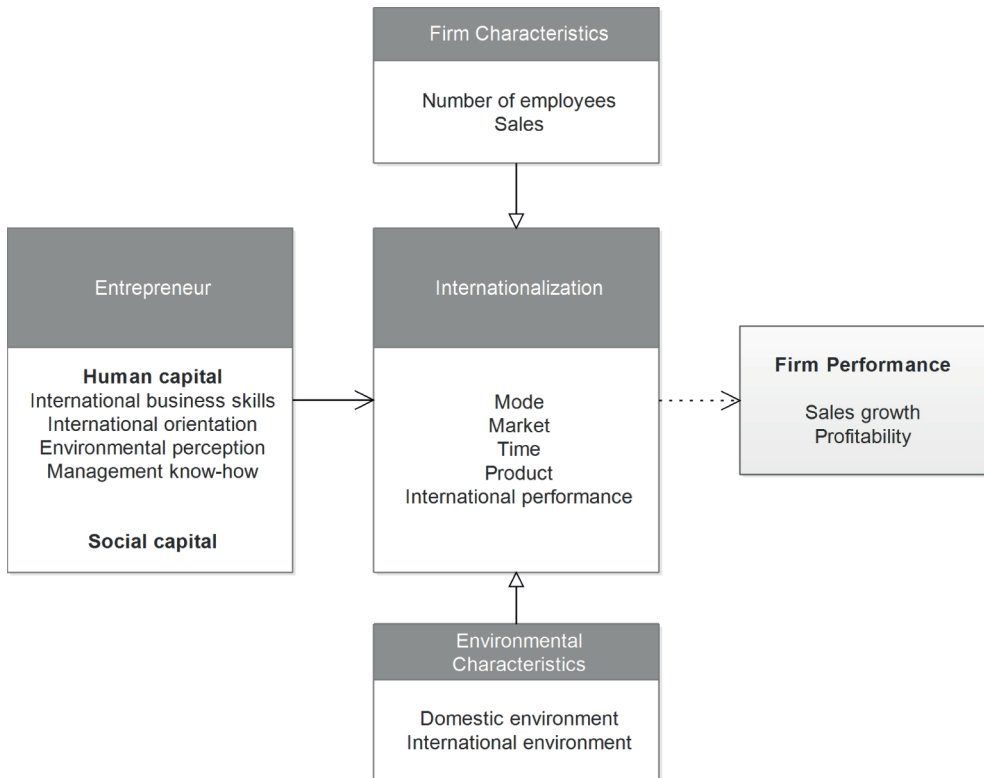 Firm Characteristics
Number of employees
Sales
Entrepreneur
Human capital
International business skills
International orientation
Environmental perception
Management know-how
Social capital
Internationalization
Mode
Market
Time
Product
International performance
Firm Performance
Sales growth
Profitability
Environmental
Characteristics
Domestic environment
International environment